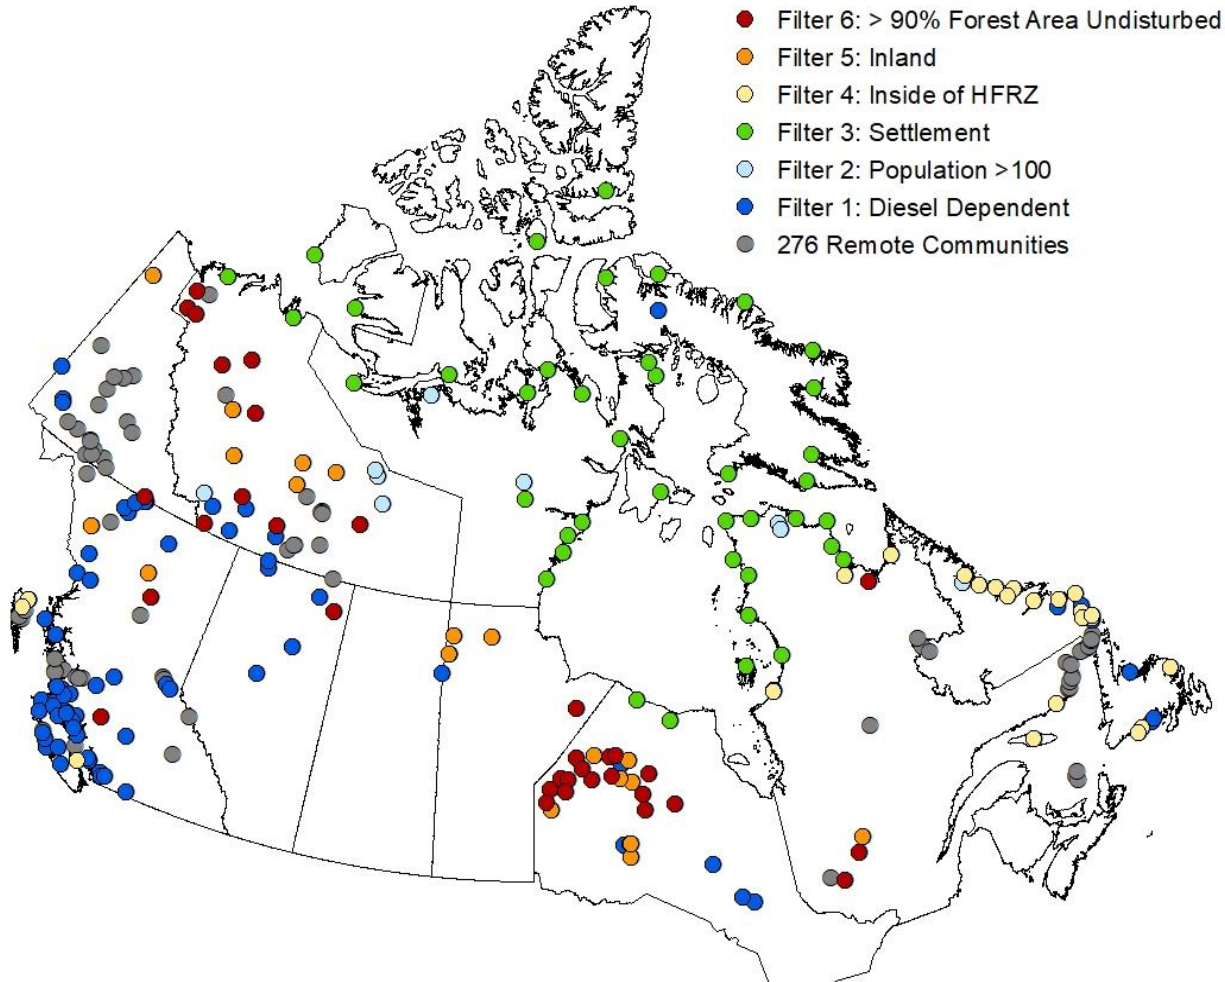 Filter 6: > 90% Forest Area Undisturbed
Filter 5: Inland
Filter 4: Inside of HFRZ
Filter 3: Settlement
Filter 2: Population >100
Filter 1: Diesel Dependent
276 Remote Communities